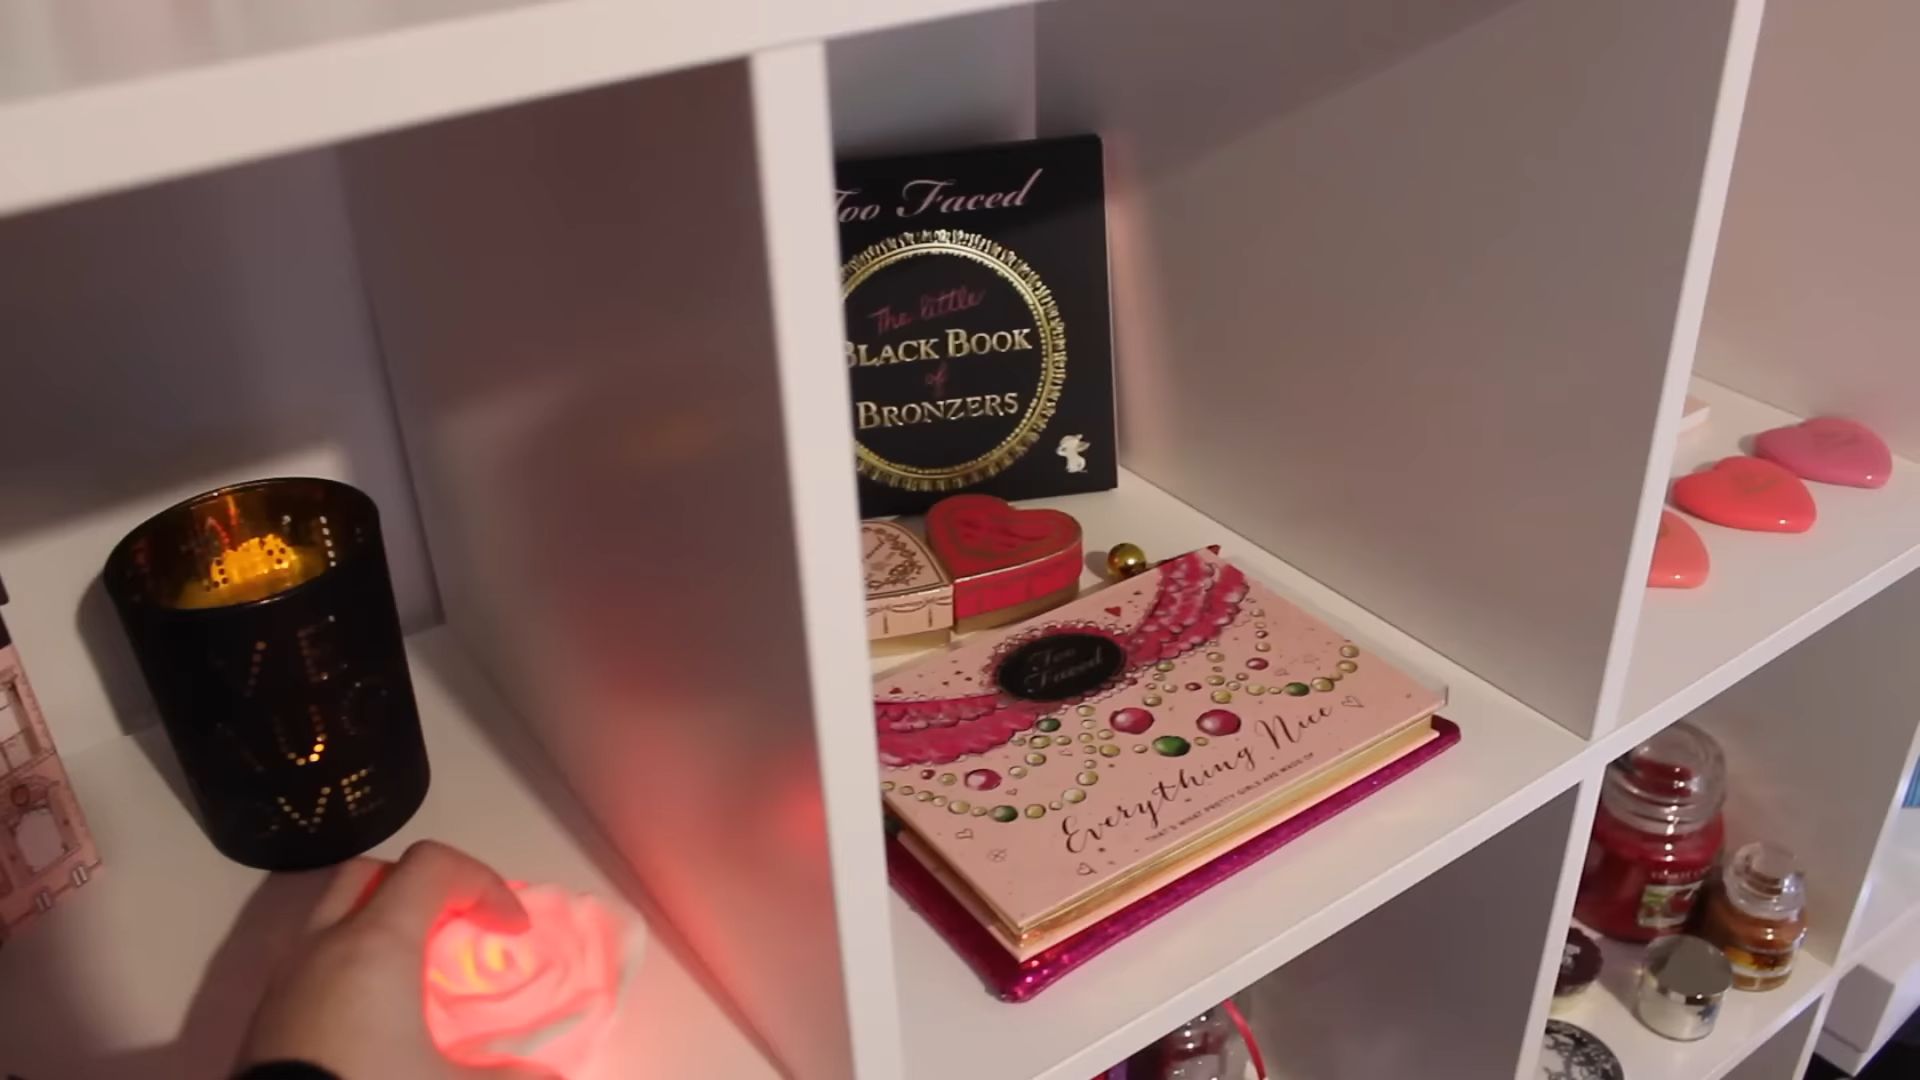 Too Faced
The little
BLACK BOOK
of
BRONZERS
Too
Faced
Everything Nice
THAT'S WHAT PRETTY GIRLS ARE MADE OF